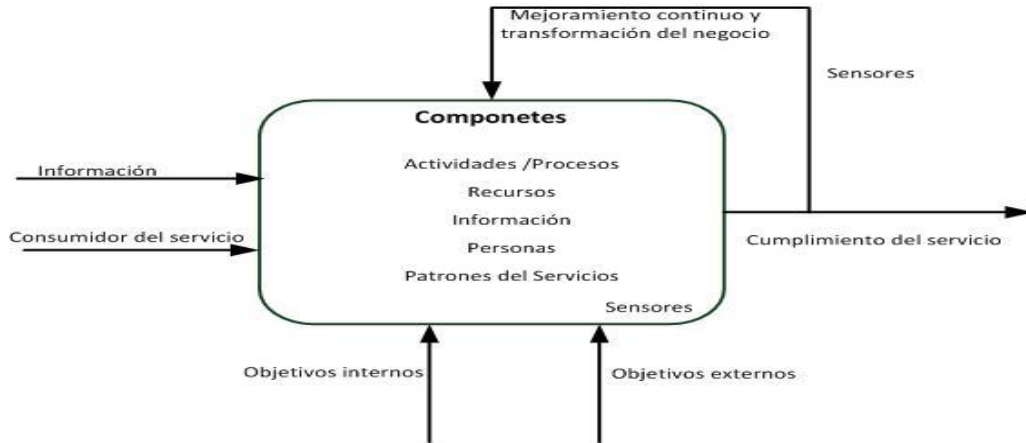 Mejoramiento continuo y
transformación del negocio
Sensores
Componetes
Actividades /Procesos
Información
Recursos
Información
Consumidor del servicio
Personas
Cumplimiento del servicio
Patrones del Servicios
Sensores
Objetivos internos
Objetivos externos